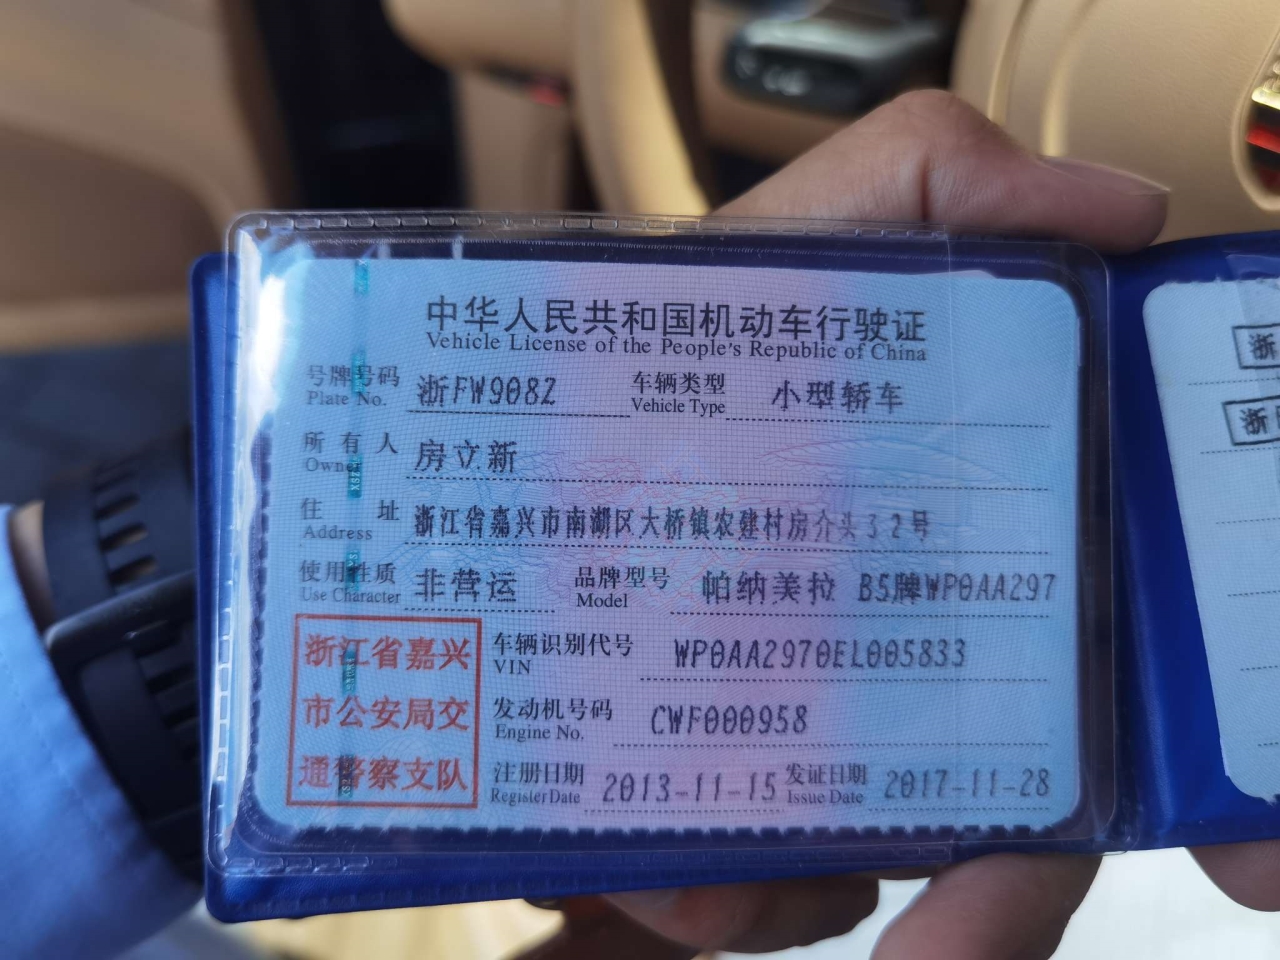 中华人民共和国机动车行驶证
Vehicle License of the People's Republic of China
号牌号码 浙FW908Z 车辆类型 小型轿车
Plate No. Vehicle Type
所有人 房立新
Owner
住址 浙江省嘉兴市南湖区大桥镇农建村房介头32号
Address
使用性质 非营运 品牌型号 帕纳美拉 BS牌WP0AA297
Use Character Model
浙江省嘉兴
市公安局交
通警察支队
车辆识别代号 WP0AA2970EL005833
VIN
发动机号码 CWF000958
Engine No.
注册日期 2013-11-15 发证日期 2017-11-28
Register Date Issue Date
浙
浙